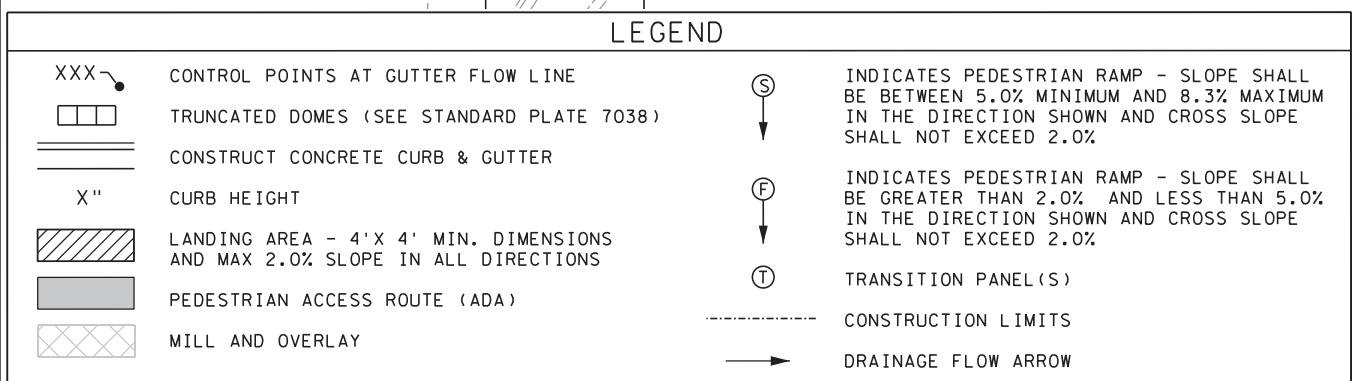 LEGEND
XXX CONTROL POINTS AT GUTTER FLOW LINE
TRUNCATED DOMES (SEE STANDARD PLATE 7038)
CONSTRUCT CONCRETE CURB & GUTTER
X" CURB HEIGHT
LANDING AREA - 4'X 4' MIN. DIMENSIONS
AND MAX 2.0% SLOPE IN ALL DIRECTIONS
PEDESTRIAN ACCESS ROUTE (ADA)
MILL AND OVERLAY
S INDICATES PEDESTRIAN RAMP - SLOPE SHALL
BE BETWEEN 5.0% MINIMUM AND 8.3% MAXIMUM
IN THE DIRECTION SHOWN AND CROSS SLOPE
SHALL NOT EXCEED 2.0%
F INDICATES PEDESTRIAN RAMP - SLOPE SHALL
BE GREATER THAN 2.0% AND LESS THAN 5.0%
IN THE DIRECTION SHOWN AND CROSS SLOPE
SHALL NOT EXCEED 2.0%
T TRANSITION PANEL(S)
CONSTRUCTION LIMITS
DRAINAGE FLOW ARROW